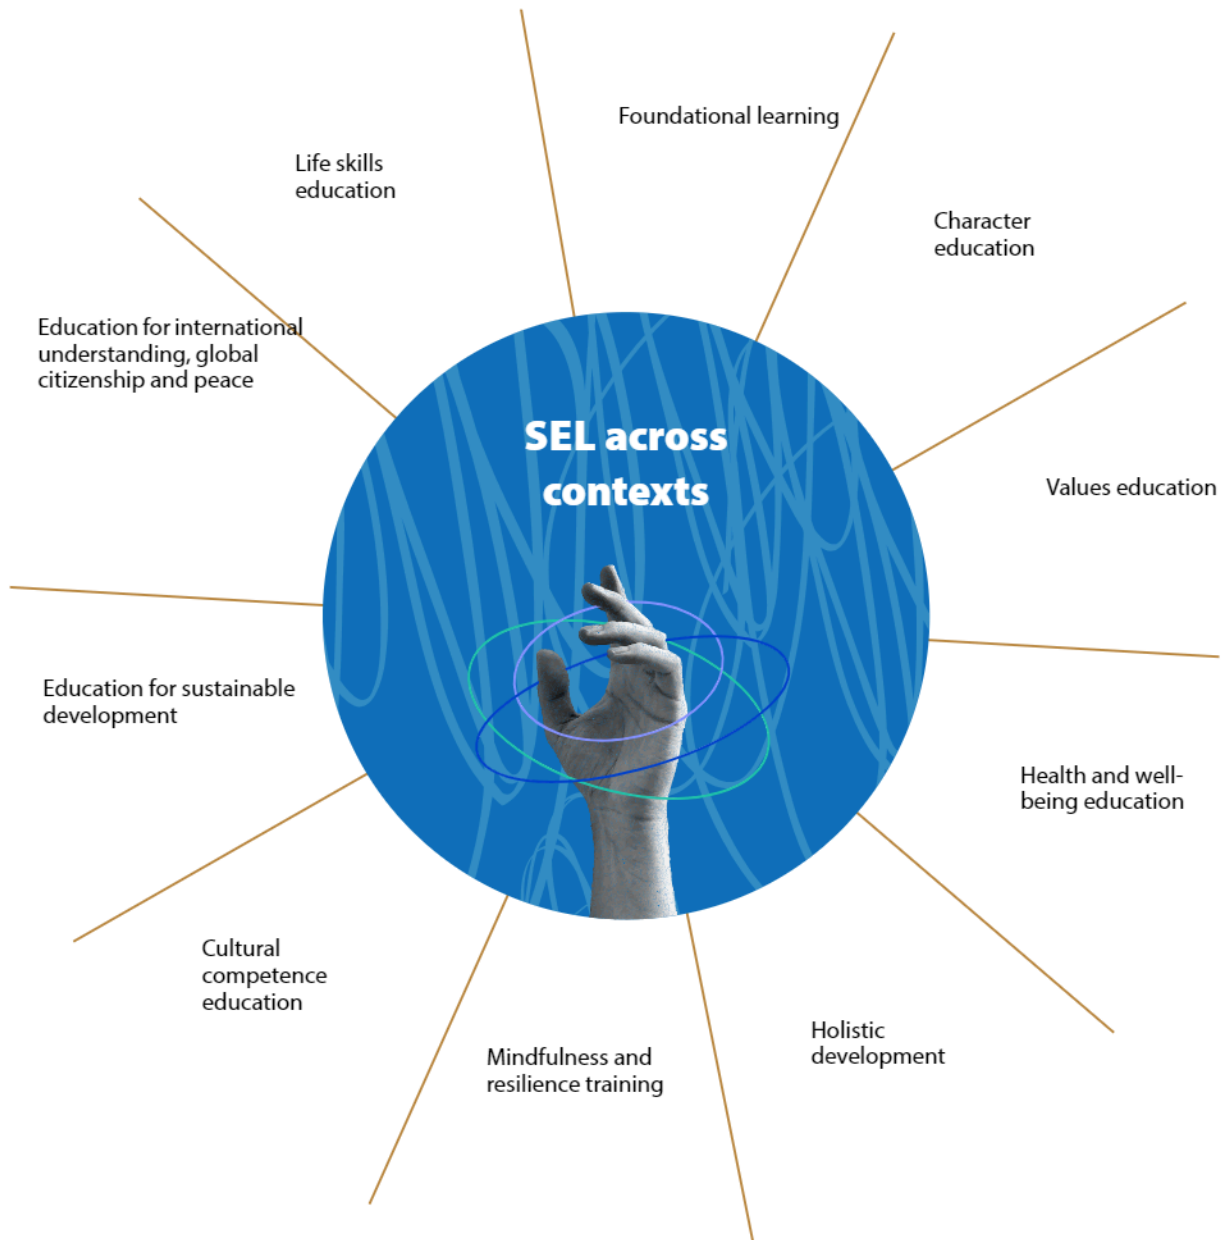 Foundational learning
Life skills
education
Character
education
Education for international
understanding, global
citizenship and peace
SEL across
contexts
Values education
Education for sustainable
development
Health and well-
being education
Cultural
competence
education
Holistic
development
Mindfulness and
resilience training